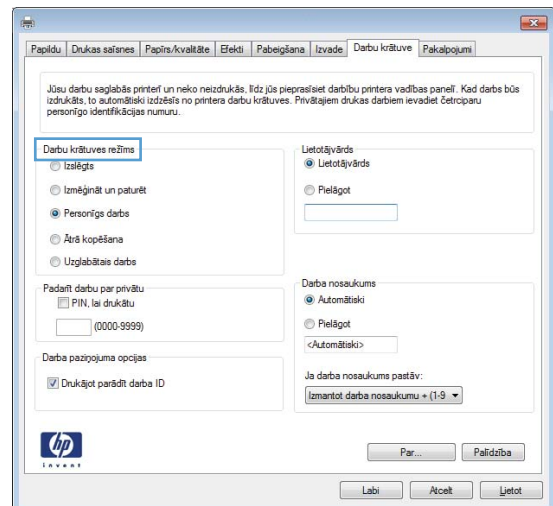 Papildu Drukas saīsnes Papīrs/kvalitāte Efekti Pabeigšana Izvade Darbu krātuve Pakalpojumi
Jūsu darbu saglabās printerī un neko neizdrukās, līdz jūs pieprasīsiet darbību printera vadības panelī. Kad darbs būs
izdrukāts, to automātiski izdzēsīs no printera darbu krātuves. Privātajiem drukas darbiem ievadiet četrciparu
personīgo identifikācijas numuru.
Darbu krātuves režīms
Izslēgts
Izmēģināt un paturēt
Personīgs darbs
Ātrā kopēšana
Uzglabātais darbs
Lietotājvārds
Lietotājvārds
Pielāgot
Padarīt darbu par privātu
PIN, lai drukātu
(0000-9999)
Darba nosaukums
Automātiski
Pielāgot
<Automātiski>
Darba paziņojuma opcijas
Drukājot parādīt darba ID
Ja darba nosaukums pastāv:
Izmantot darba nosaukumu + (1-9
hp
invent
Par... Palīdzība
Labi Atcelt Lietot